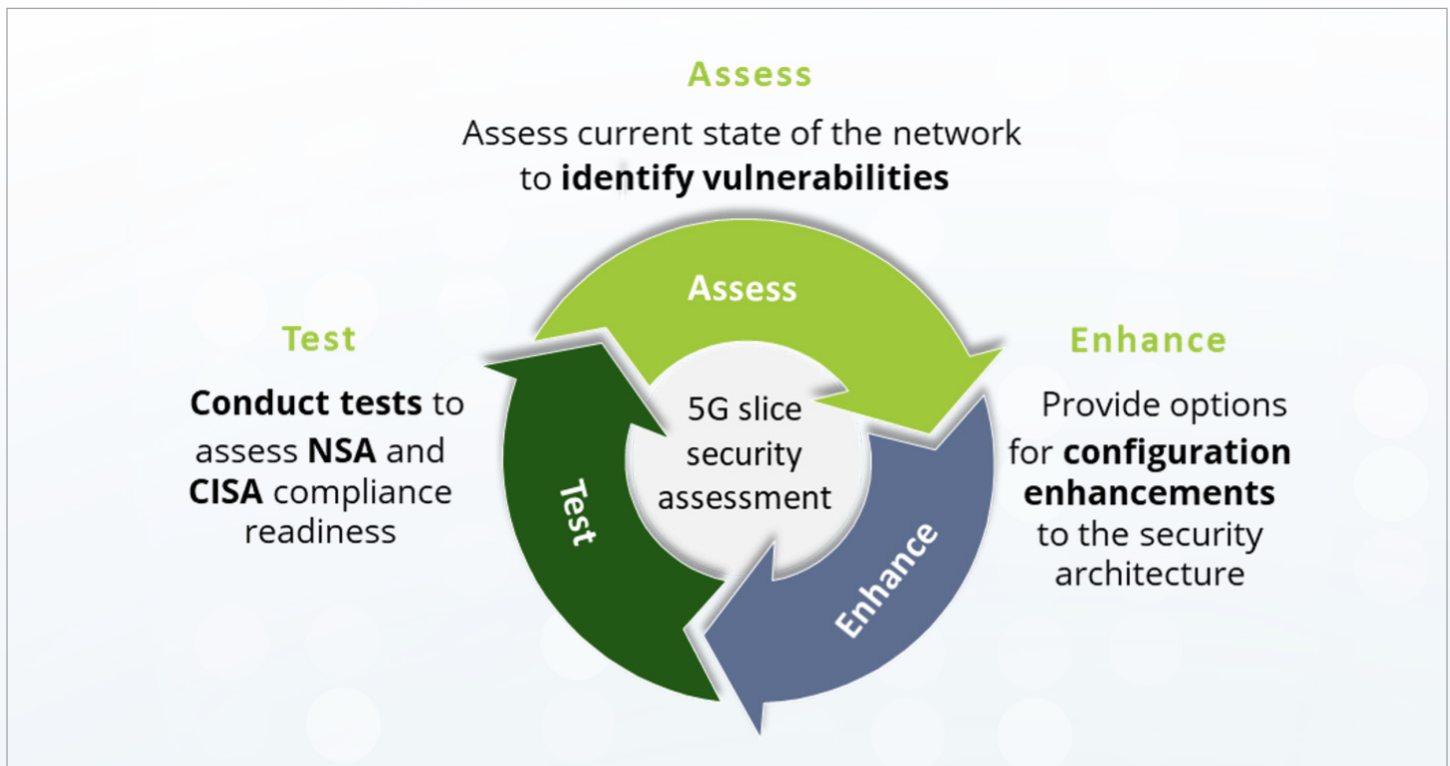 Assess
Assess current state of the network
to identify vulnerabilities
Assess
Test
Conduct tests to
assess NSA and
CISA compliance
readiness
Test
5G slice
security
assessment
Enhance
Enhance
Provide options
for configuration
enhancements
to the security
architecture